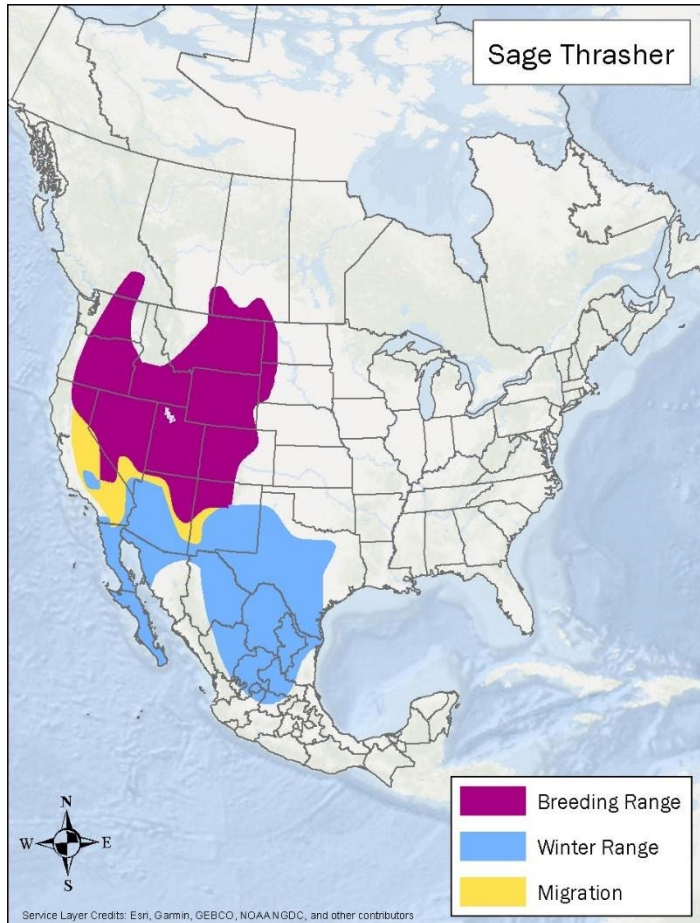 Sage Thrasher
Breeding Range
Winter Range
Migration
N
W E
S
Service Layer Credits: Esri, Garmin, GEBCO, NOAA NGDC, and other contributors